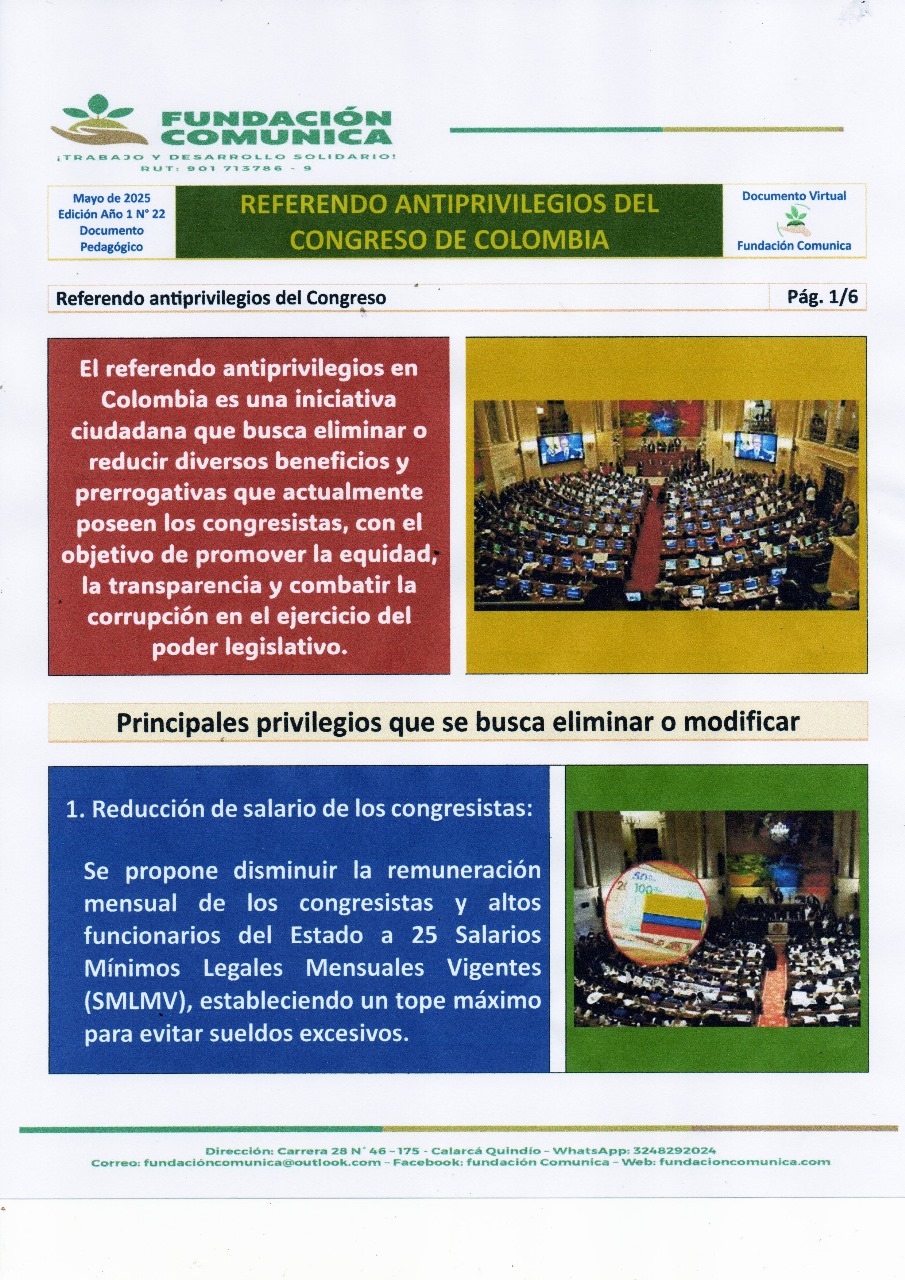 FUNDACIÓN
COMUNICA
¡TRABAJO Y DESARROLLO SOLIDARIO!
RUT: 901 713786 - 9
Mayo de 2025
Edición Año 1 N° 22
Documento
Pedagógico
REFERENDO ANTIPRIVILEGIOS DEL
CONGRESO DE COLOMBIA
Documento Virtual
Fundación Comunica
Referendo antiprivilegios del Congreso
Pág. 1/6
El referendo antiprivilegios en
Colombia es una iniciativa
ciudadana que busca eliminar o
reducir diversos beneficios y
prerrogativas que actualmente
poseen los congresistas, con el
objetivo de promover la equidad,
la transparencia y combatir la
corrupción en el ejercicio del
poder legislativo.
Principales privilegios que se busca eliminar o modificar
1. Reducción de salario de los congresistas:
Se propone disminuir la remuneración
mensual de los congresistas y altos
funcionarios del Estado a 25 Salarios
Mínimos Legales Mensuales Vigentes
(SMLMV), estableciendo un tope máximo
para evitar sueldos excesivos.
50
100
Dirección: Carrera 28 N° 46 - 175 - Calarcá Quindío - WhatsApp: 3248292024
Correo: fundacióncomunica@outlook.com - Facebook: fundación Comunica - Web: fundacioncomunica.com